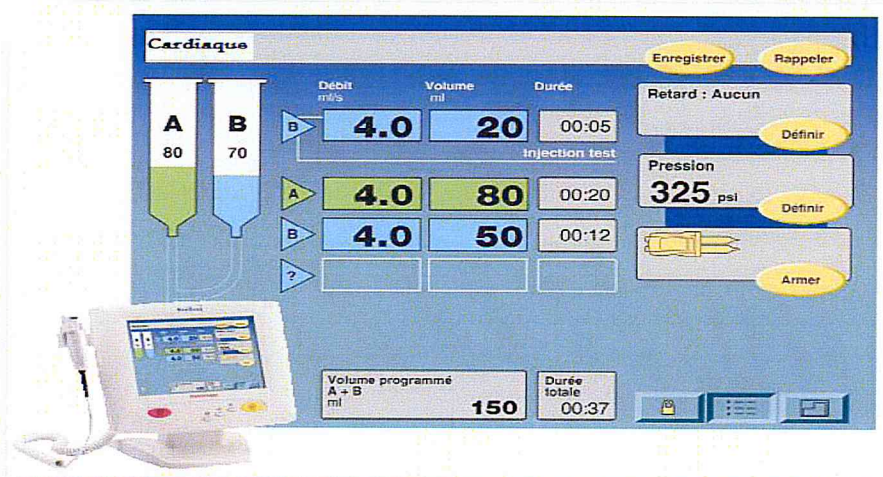 Cardiaque
Enregistrer
Rappeler
A
80
B
70
Débit
ml/s
Volume
ml
Durée
B
4.0
20
00:05
Injection test
A
4.0
80
00:20
B
4.0
50
00:12
?
Retard : Aucun
Définir
Pression
325 psi
Définir
Armer
Volume programmé
A + B
ml
150
Durée
totale
00:37